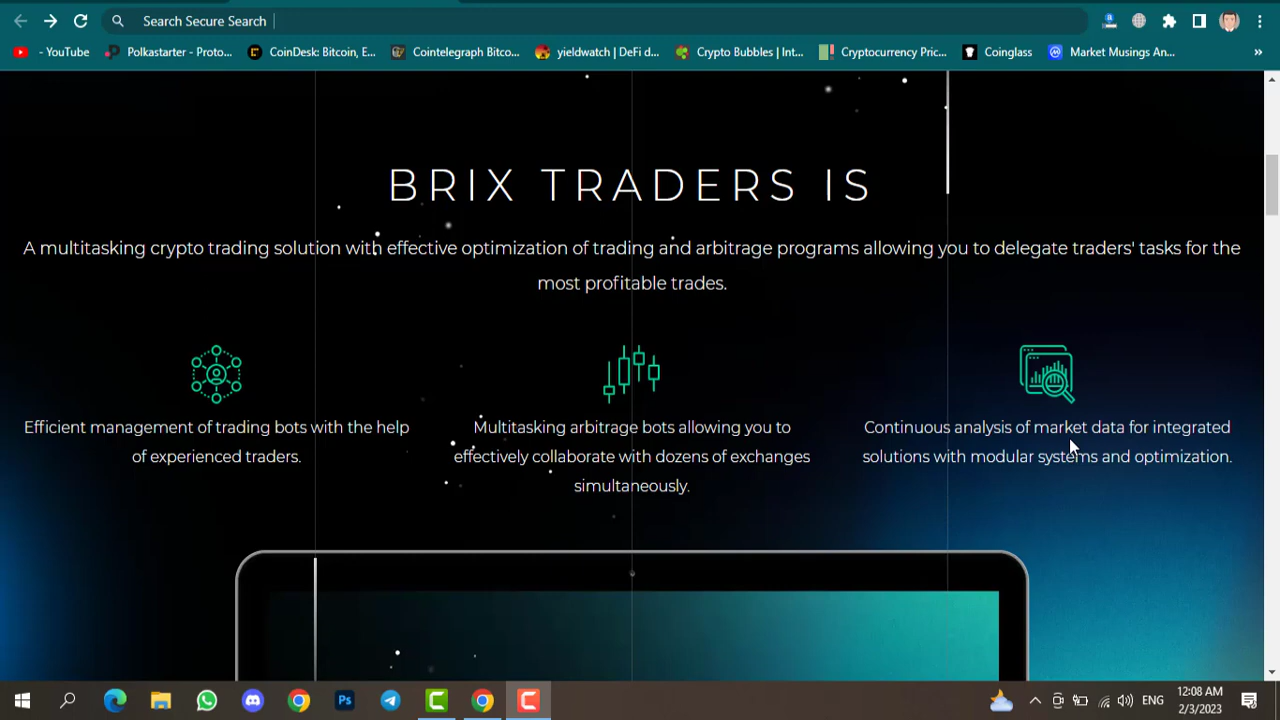 Search Secure Search
- YouTube
Polkastarter - Proto...
CoinDesk: Bitcoin, E...
Cointelegraph Bitco...
yieldwatch | DeFi d...
Crypto Bubbles | Int...
Cryptocurrency Pric...
Coinglass
Market Musings An...
»
BRIX TRADERS IS
A multitasking crypto trading solution with effective optimization of trading and arbitrage programs allowing you to delegate traders' tasks for the
most profitable trades.
Efficient management of trading bots with the help
of experienced traders.
Multitasking arbitrage bots allowing you to
effectively collaborate with dozens of exchanges
simultaneously.
Continuous analysis of market data for integrated
solutions with modular systems and optimization.
Ps
ENG
12:08 AM
2/3/2023